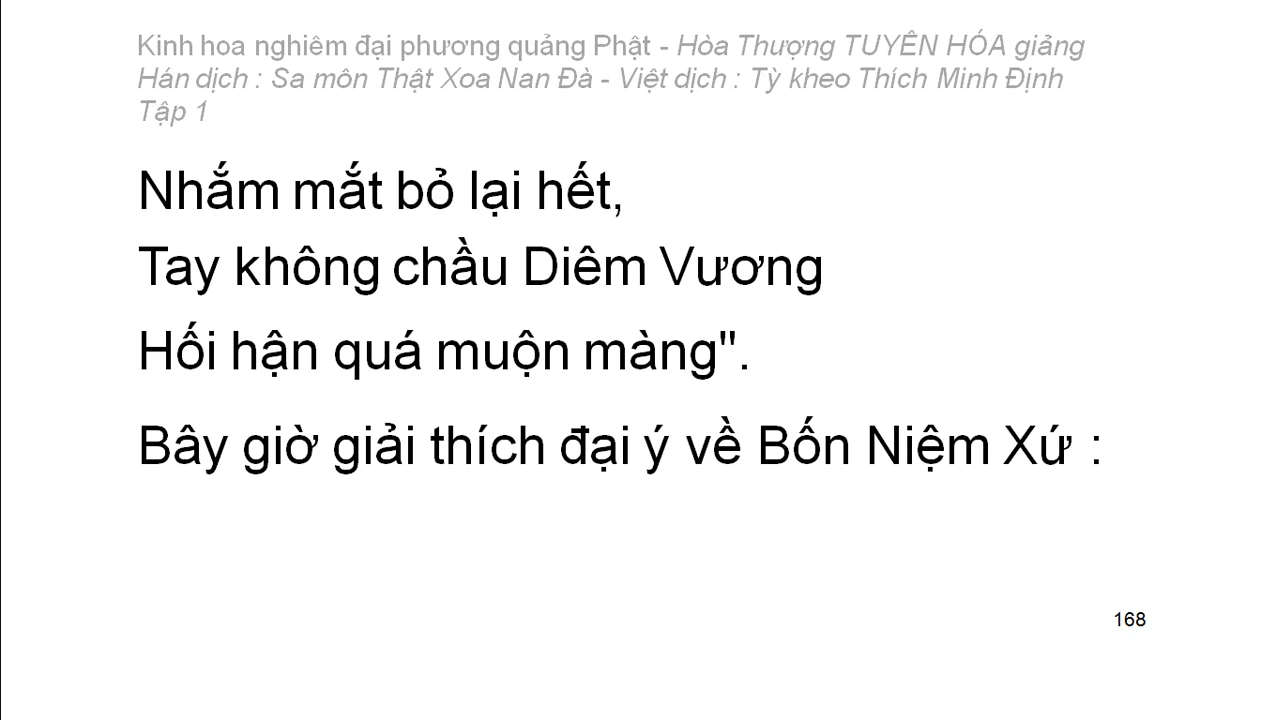 Kinh hoa nghiêm đại phương quảng Phật - Hòa Thượng TUYÊN HÓA giảng
Hán dịch : Sa môn Thật Xoa Nan Đà - Việt dịch : Tỳ kheo Thích Minh Định
Tập 1
Nhắm mắt bỏ lại hết,
Tay không chầu Diêm Vương
Hối hận quá muộn màng".
Bây giờ giải thích đại ý về Bốn Niệm Xứ :
168